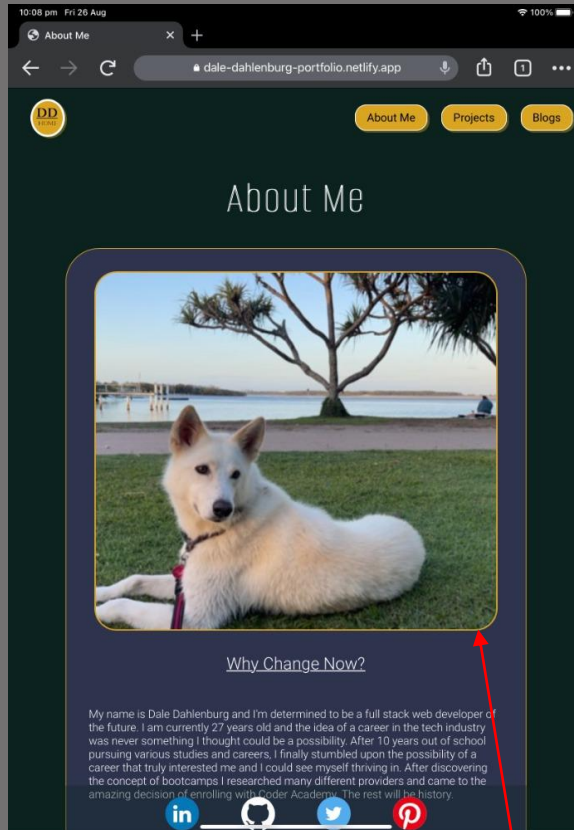 10:08 pm Fri 26 Aug
100%
About Me
dale-dahlenburg-portfolio.netlify.app
1
DD
HOME
About Me
Projects
Blogs
About Me
Why Change Now?
My name is Dale Dahlenburg and I'm determined to be a full stack web developer of
the future. I am currently 27 years old and the idea of a career in the tech industry
was never something I thought could be a possibility. After 10 years out of school
pursuing various studies and careers, I finally stumbled upon the possibility of a
career that truly interested me and I could see myself thriving in. After discovering
the concept of bootcamps I researched many different providers and came to the
amazing decision of enrolling with Coder Academy. The rest will be history.
in